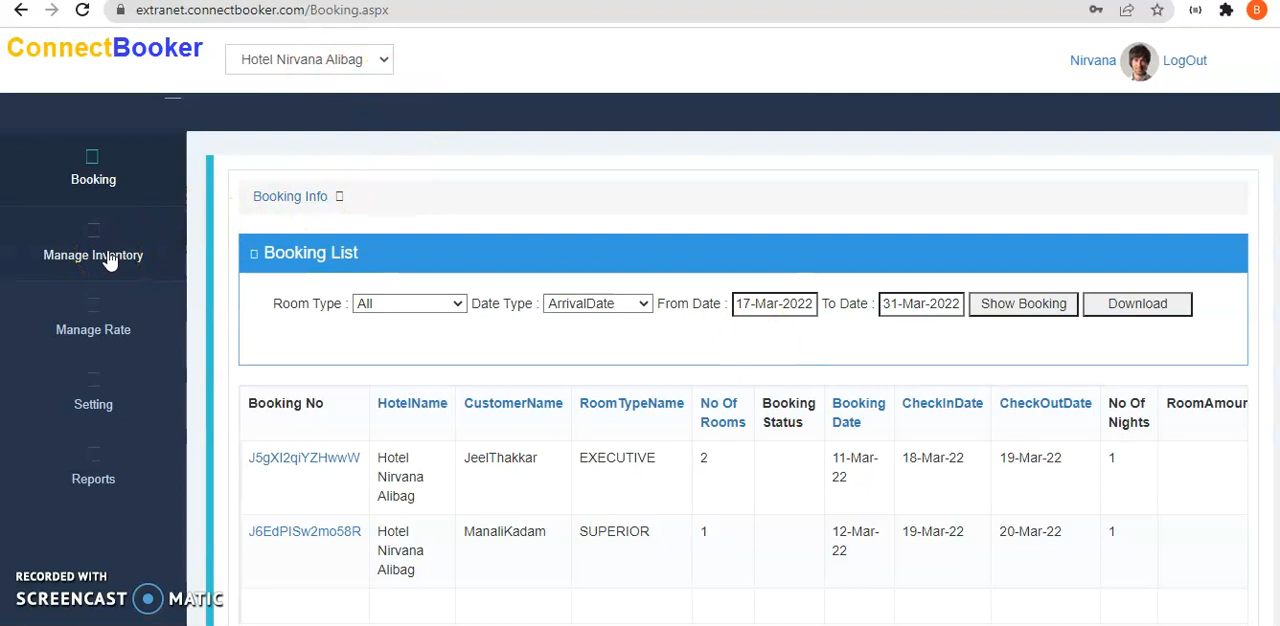 extranet.connectbooker.com/Booking.aspx
B
ConnectBooker
Hotel Nirvana Alibag
Nirvana
LogOut
Booking
Manage Inventory
Manage Rate
Setting
Reports
Booking Info
Booking List
Room Type : All Date Type : ArrivalDate From Date : 17-Mar-2022 To Date : 31-Mar-2022 Show Booking Download
Booking No HotelName CustomerName RoomTypeName No Of Rooms Booking Status Booking Date CheckInDate CheckOutDate No Of Nights RoomAmour
J5gXI2qiYZHwwW Hotel Nirvana Alibag JeelThakkar EXECUTIVE 2 11-Mar-22 18-Mar-22 19-Mar-22 1
J6EdPISw2mo58R Hotel Nirvana Alibag ManaliKadam SUPERIOR 1 12-Mar-22 19-Mar-22 20-Mar-22 1
RECORDED WITH
SCREENCAST MATIC